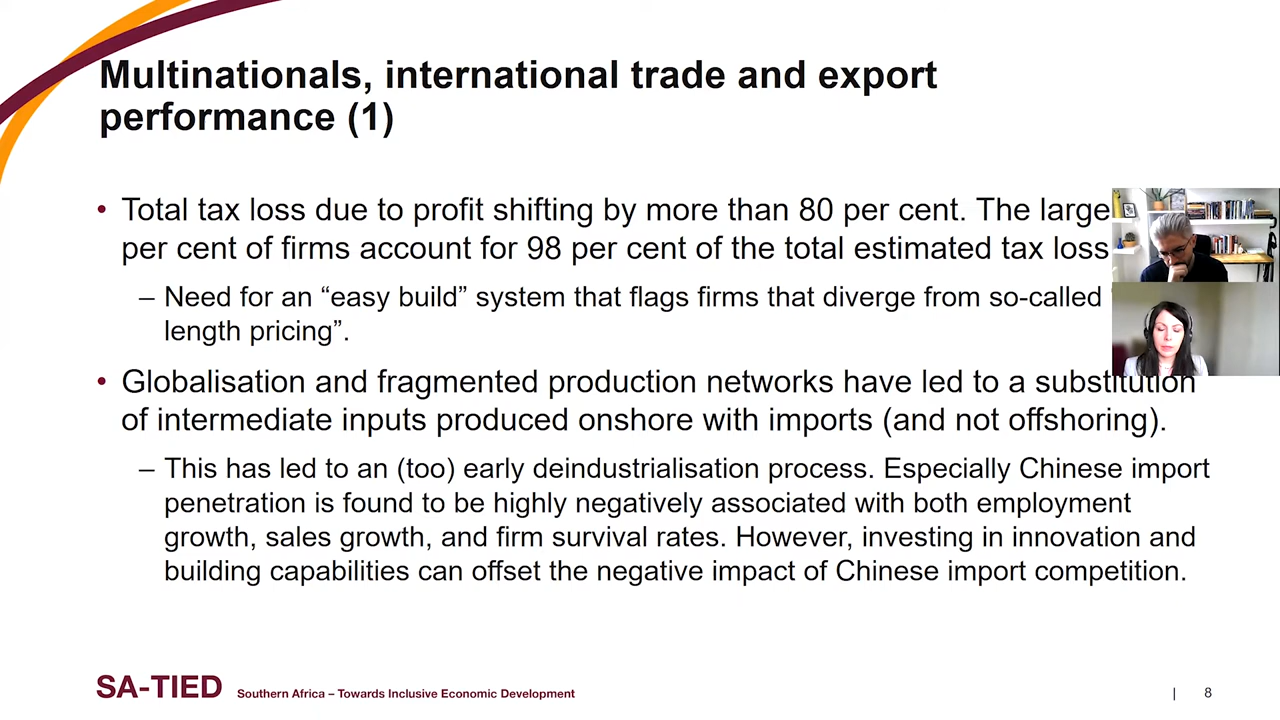 Multinationals, international trade and export
performance (1)
• Total tax loss due to profit shifting by more than 80 per cent. The large
per cent of firms account for 98 per cent of the total estimated tax loss
– Need for an “easy build” system that flags firms that diverge from so-called
length pricing”.
• Globalisation and fragmented production networks have led to a substitution
of intermediate inputs produced onshore with imports (and not offshoring).
– This has led to an (too) early deindustrialisation process. Especially Chinese import
penetration is found to be highly negatively associated with both employment
growth, sales growth, and firm survival rates. However, investing in innovation and
building capabilities can offset the negative impact of Chinese import competition.
SA-TIED Southern Africa – Towards Inclusive Economic Development | 8